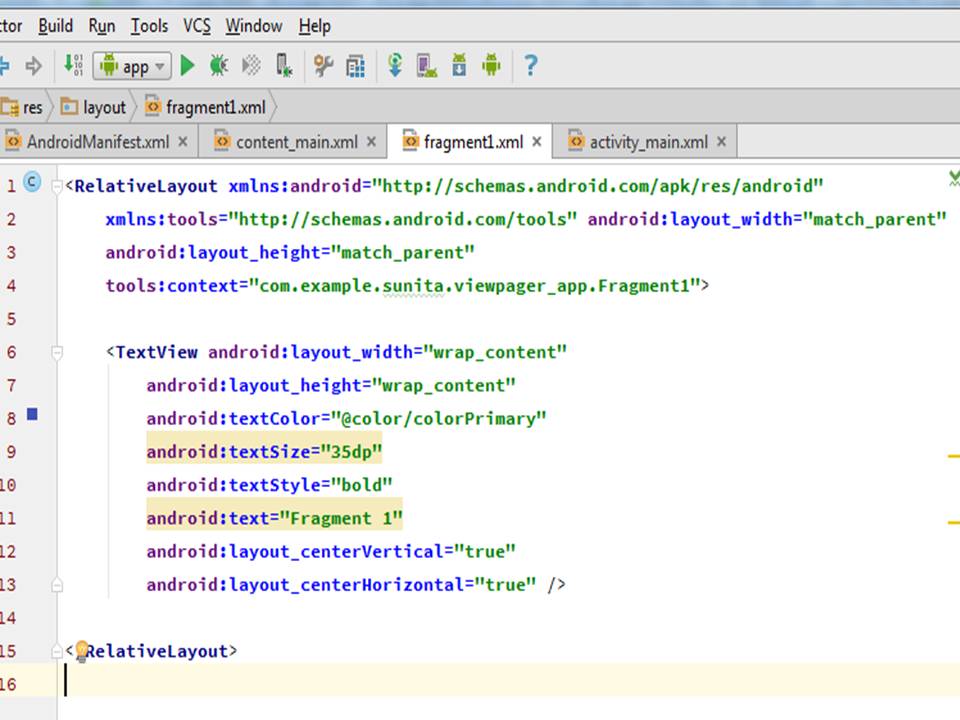 ctor Build Run Tools VCS Window Help
app ?
res layout fragment1.xml
AndroidManifest.xml × content_main.xml × fragment1.xml × activity_main.xml ×
1 C <RelativeLayout xmlns:android="http://schemas.android.com/apk/res/android"
2 xmlns:tools="http://schemas.android.com/tools" android:layout_width="match_parent"
3 android:layout_height="match_parent"
4 tools:context="com.example.sunita.viewpager_app.Fragment1">
5
6 <TextView android:layout_width="wrap_content"
7 android:layout_height="wrap_content"
8 android:textColor="@color/colorPrimary"
9 android:textSize="35dp"
10 android:textStyle="bold"
11 android:text="Fragment 1"
12 android:layout_centerVertical="true"
13 android:layout_centerHorizontal="true" />
14
15 <RelativeLayout>
16